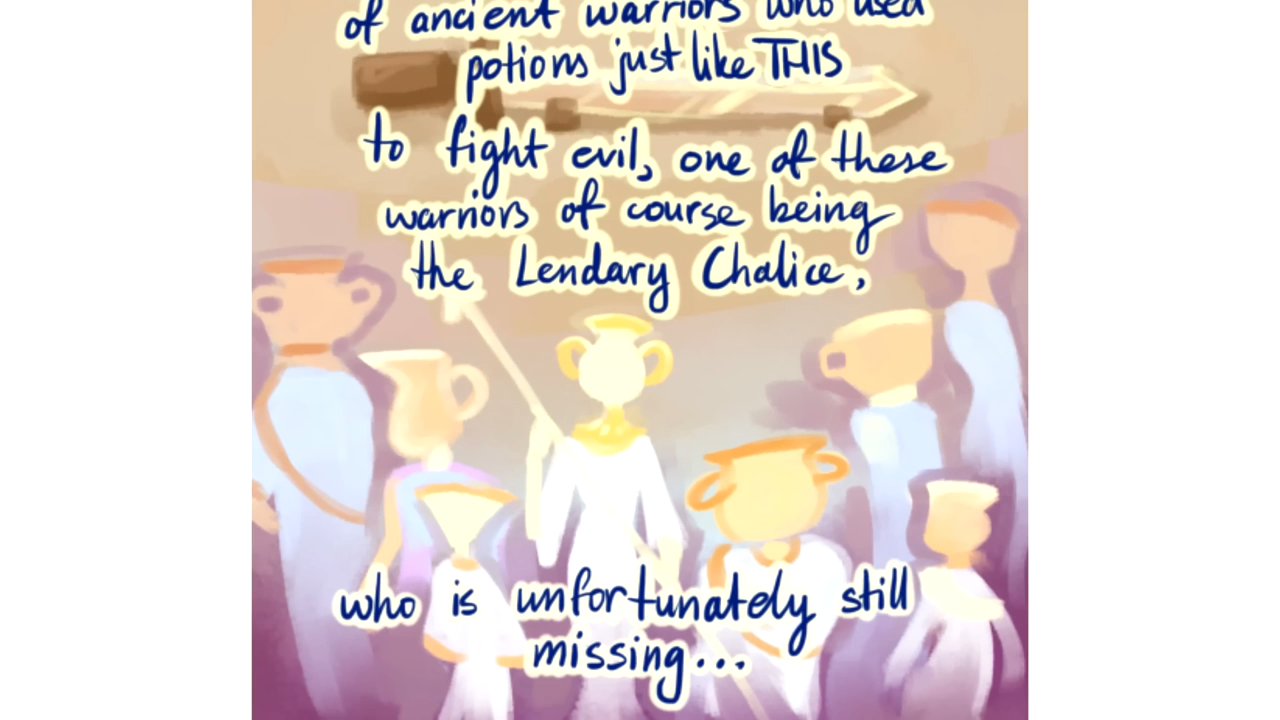 of ancient warriors who used
potions just like THIS
to fight evil, one of these
warriors of course being
the Lendary Chalice,
who is unfortunately still
missing...